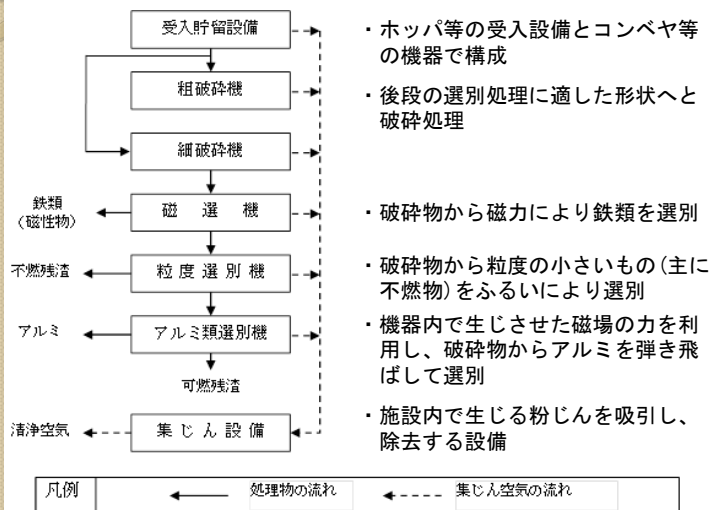 受入貯留設備
・ホッパ等の受入設備とコンベヤ等
の機器で構成
粗破砕機
・後段の選別処理に適した形状へと
破砕処理
細破砕機
鉄類
(磁性物)
磁 選 機
・破砕物から磁力により鉄類を選別
不燃残渣
粒度選別機
・破砕物から粒度の小さいもの(主に
不燃物)をふるいにより選別
アルミ
アルミ類選別機
・機器内で生じさせた磁場の力を利
用し、破砕物からアルミを弾き飛
ばして選別
可燃残渣
清浄空気
集じん設備
・施設内で生じる粉じんを吸引し、
除去する設備
凡例
処理物の流れ
集じん空気の流れ